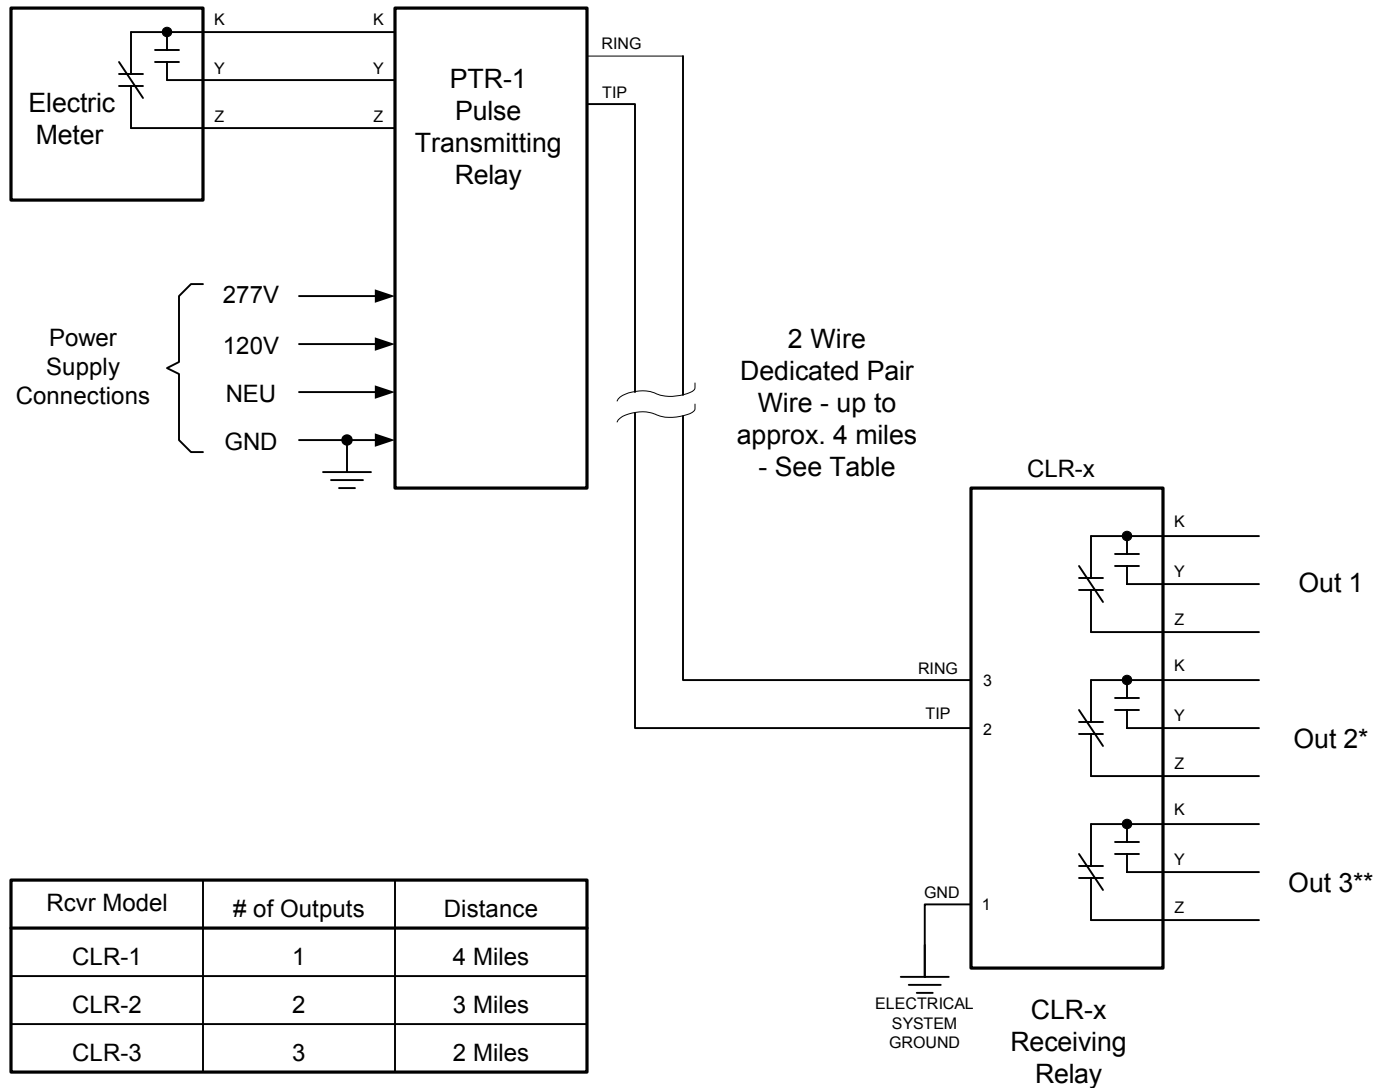 K
K
Y
Y
Z
Z
Electric
Meter
PTR-1
Pulse
Transmitting
Relay
RING
TIP
Power
Supply
Connections
277V
120V
NEU
GND
2 Wire
Dedicated Pair
Wire - up to
approx. 4 miles
- See Table
CLR-x
K
Y
Z
Out 1
K
Y
Z
Out 2*
K
Y
Z
Out 3**
RING
3
TIP
2
GND
1
ELECTRICAL
SYSTEM
GROUND
CLR-x
Receiving
Relay
Rcvr Model # of Outputs Distance
CLR-1 1 4 Miles
CLR-2 2 3 Miles
CLR-3 3 2 Miles